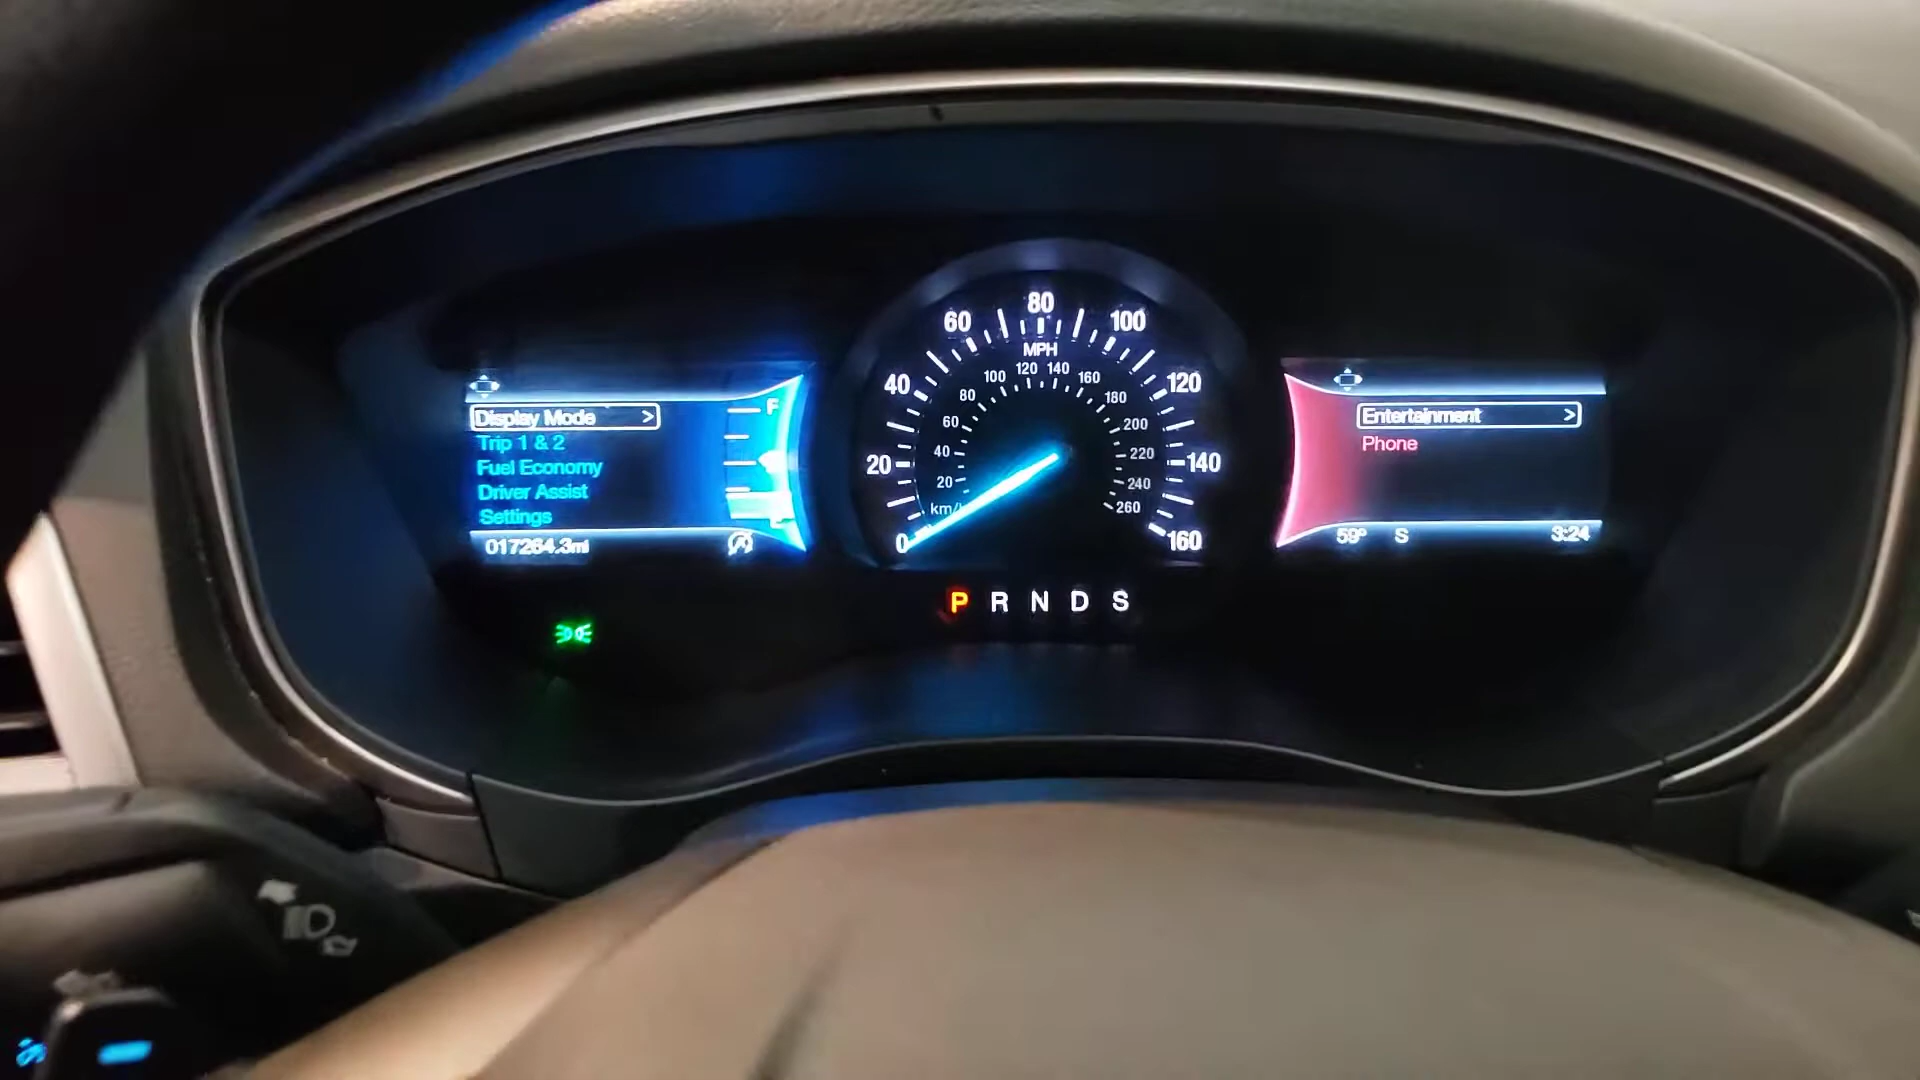 Display Mode >
Trip 1 & 2
Fuel Economy
Driver Assist
Settings
017264.3mi
F
E
0
20
40
60
80
100
120
140
160
MPH
20
40
60
80
100
120
140
160
180
200
220
240
260
P R N D S
Entertainment >
Phone
59° S 3:24